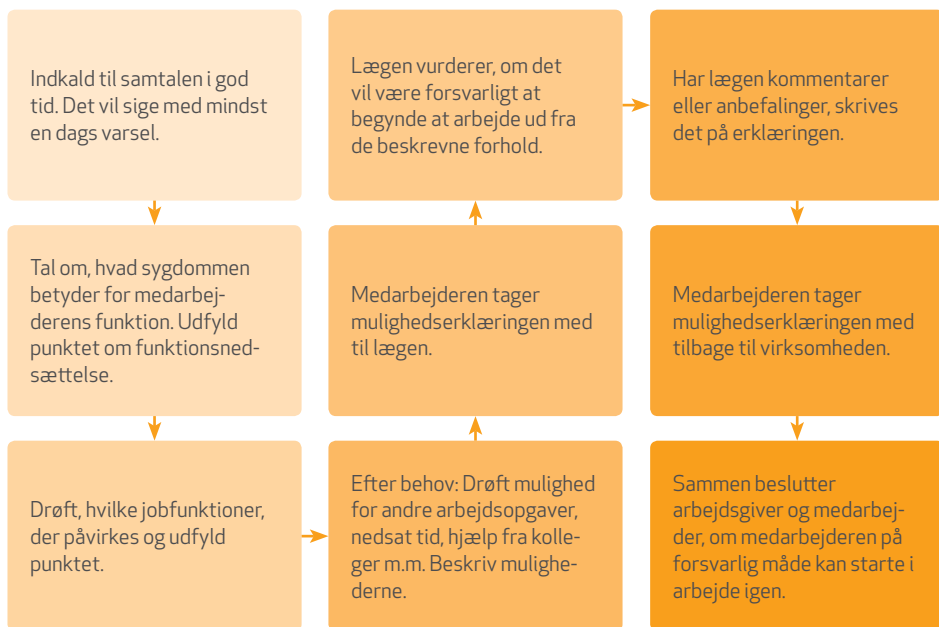 Indkald til samtalen i god
tid. Det vil sige med mindst
en dags varsel.
Tal om, hvad sygdommen
betyder for medarbej-
derens funktion. Udfyld
punktet om funktionsned-
sættelse.
Drøft, hvilke jobfunktioner,
der påvirkes og udfyld
punktet.
Efter behov: Drøft mulighed
for andre arbejdsopgaver,
nedsat tid, hjælp fra kolle-
ger m.m. Beskriv mulighe-
derne.
Medarbejderen tager
mulighedserklæringen med
til lægen.
Lægen vurderer, om det
vil være forsvarligt at
begynde at arbejde ud fra
de beskrevne forhold.
Har lægen kommentarer
eller anbefalinger, skrives
det på erklæringen.
Medarbejderen tager
mulighedserklæringen med
tilbage til virksomheden.
Sammen beslutter
arbejdsgiver og medarbej-
der, om medarbejderen på
forsvarlig måde kan starte i
arbejde igen.